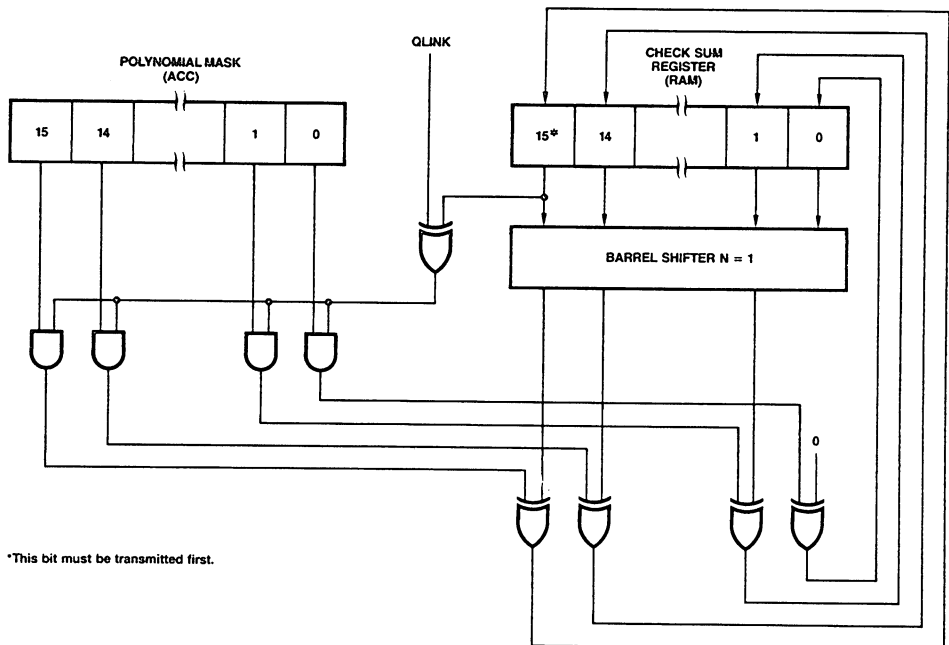 QLINK
POLYNOMIAL MASK
(ACC)
CHECK SUM
REGISTER
(RAM)
15 14 1 0
15* 14 1 0
BARREL SHIFTER N = 1
0
*This bit must be transmitted first.